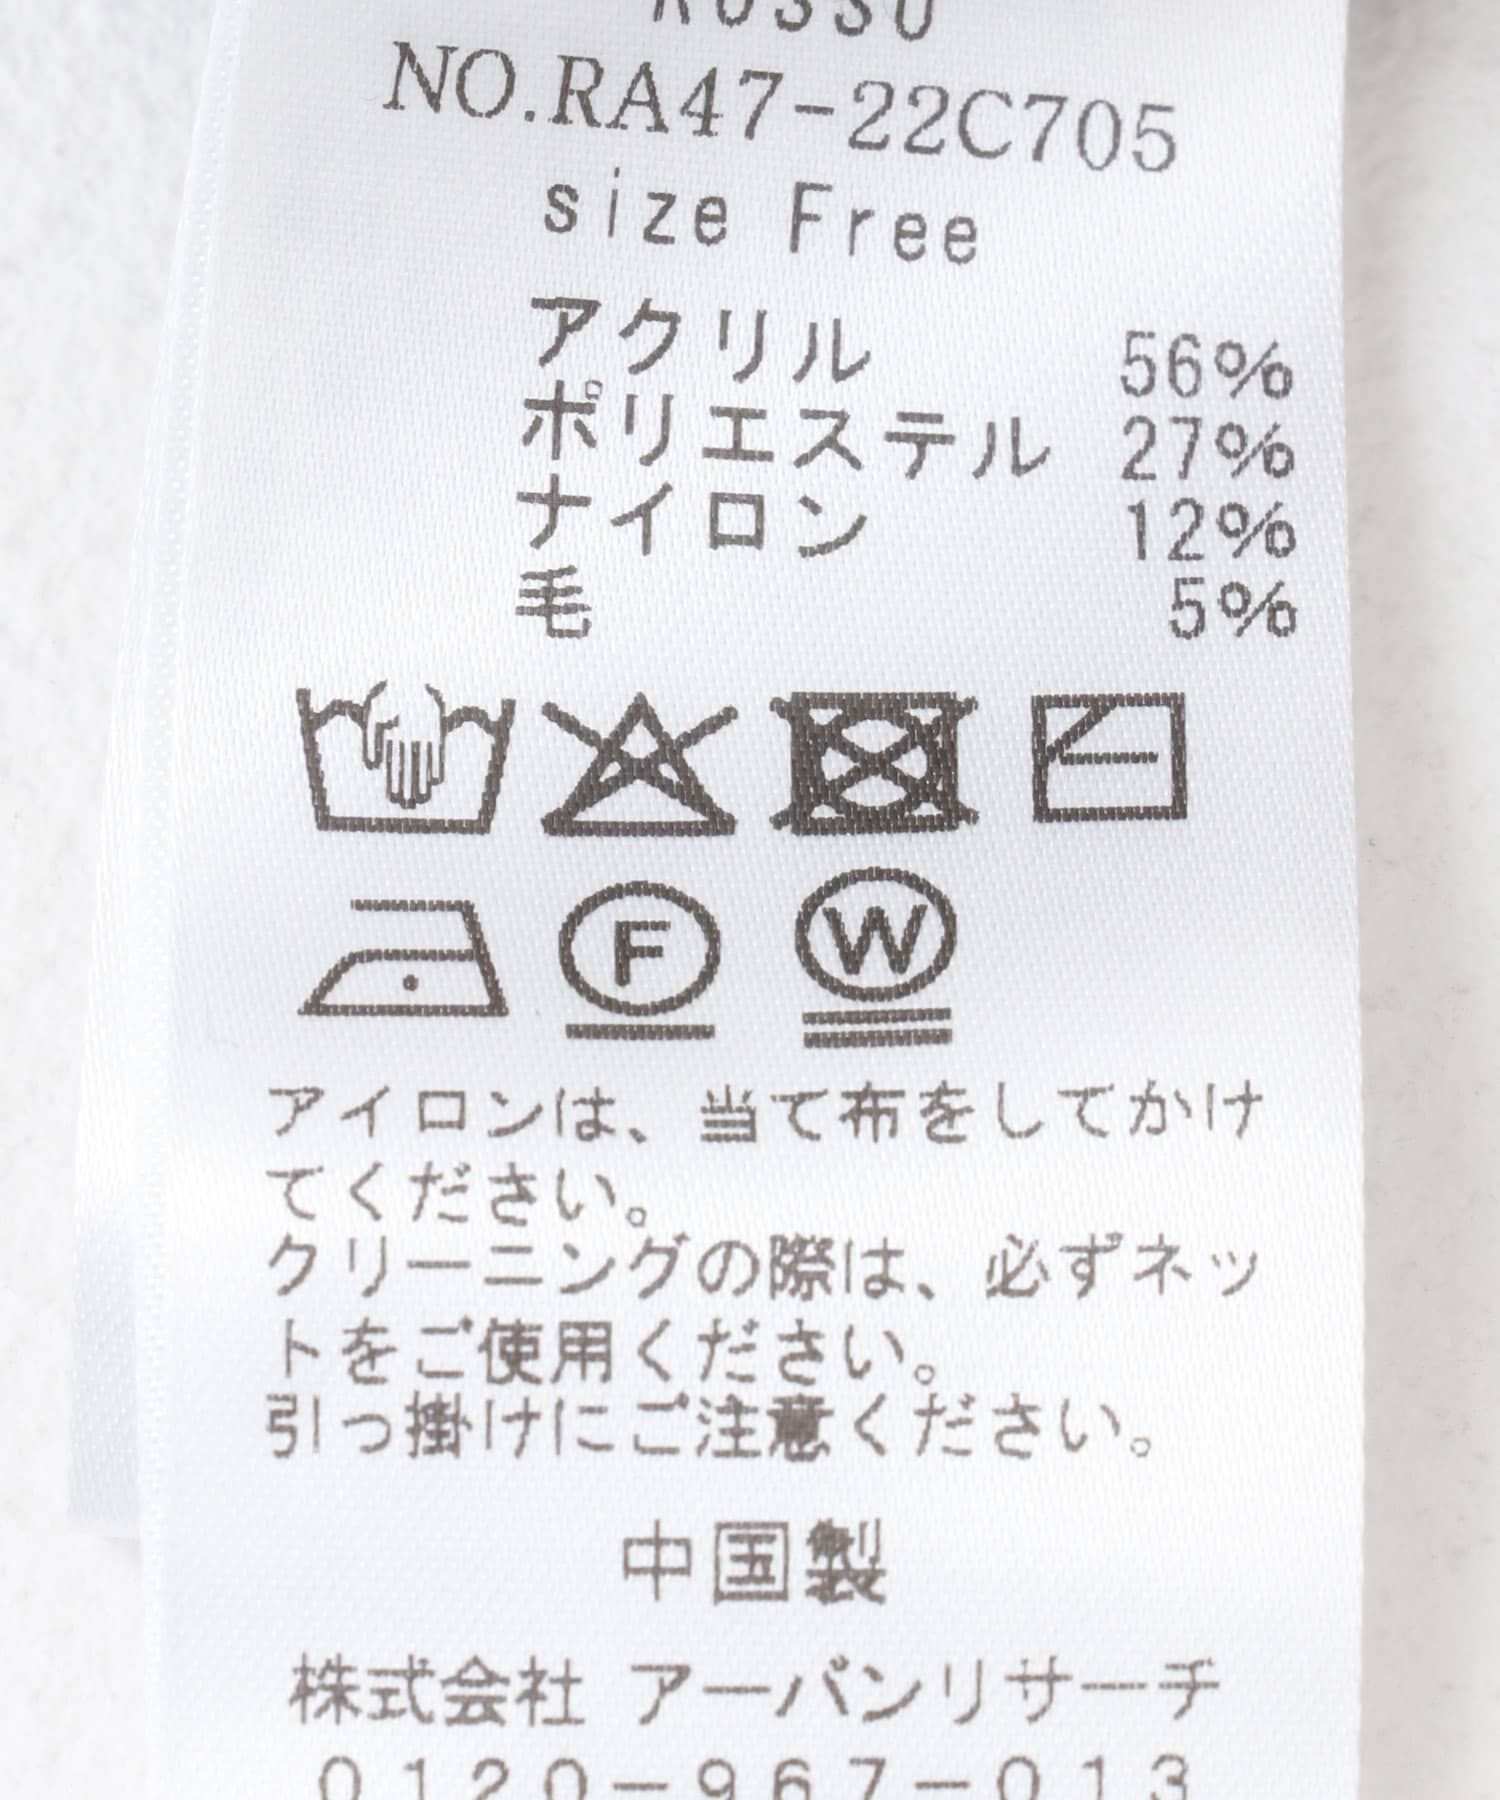 ROSSO
NO.RA47-22C705
size Free
アクリル 56%
ポリエステル 27%
ナイロン 12%
毛 5%
F
W
アイロンは、当て布をしてかけ
てください。
クリーニングの際は、必ずネッ
トをご使用ください。
引っ掛けにご注意ください。
中国製
株式会社 アーバンリサーチ
0120-967-013